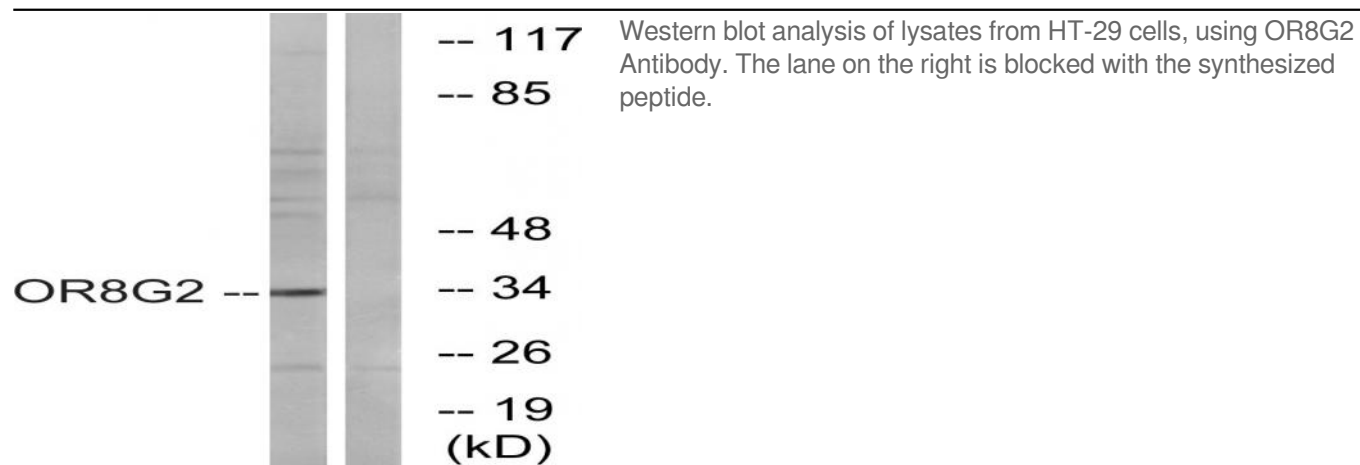 -- 117
-- 85
-- 48
OR8G2 --
-- 34
-- 26
-- 19
(kD)
Western blot analysis of lysates from HT-29 cells, using OR8G2
Antibody. The lane on the right is blocked with the synthesized
peptide.